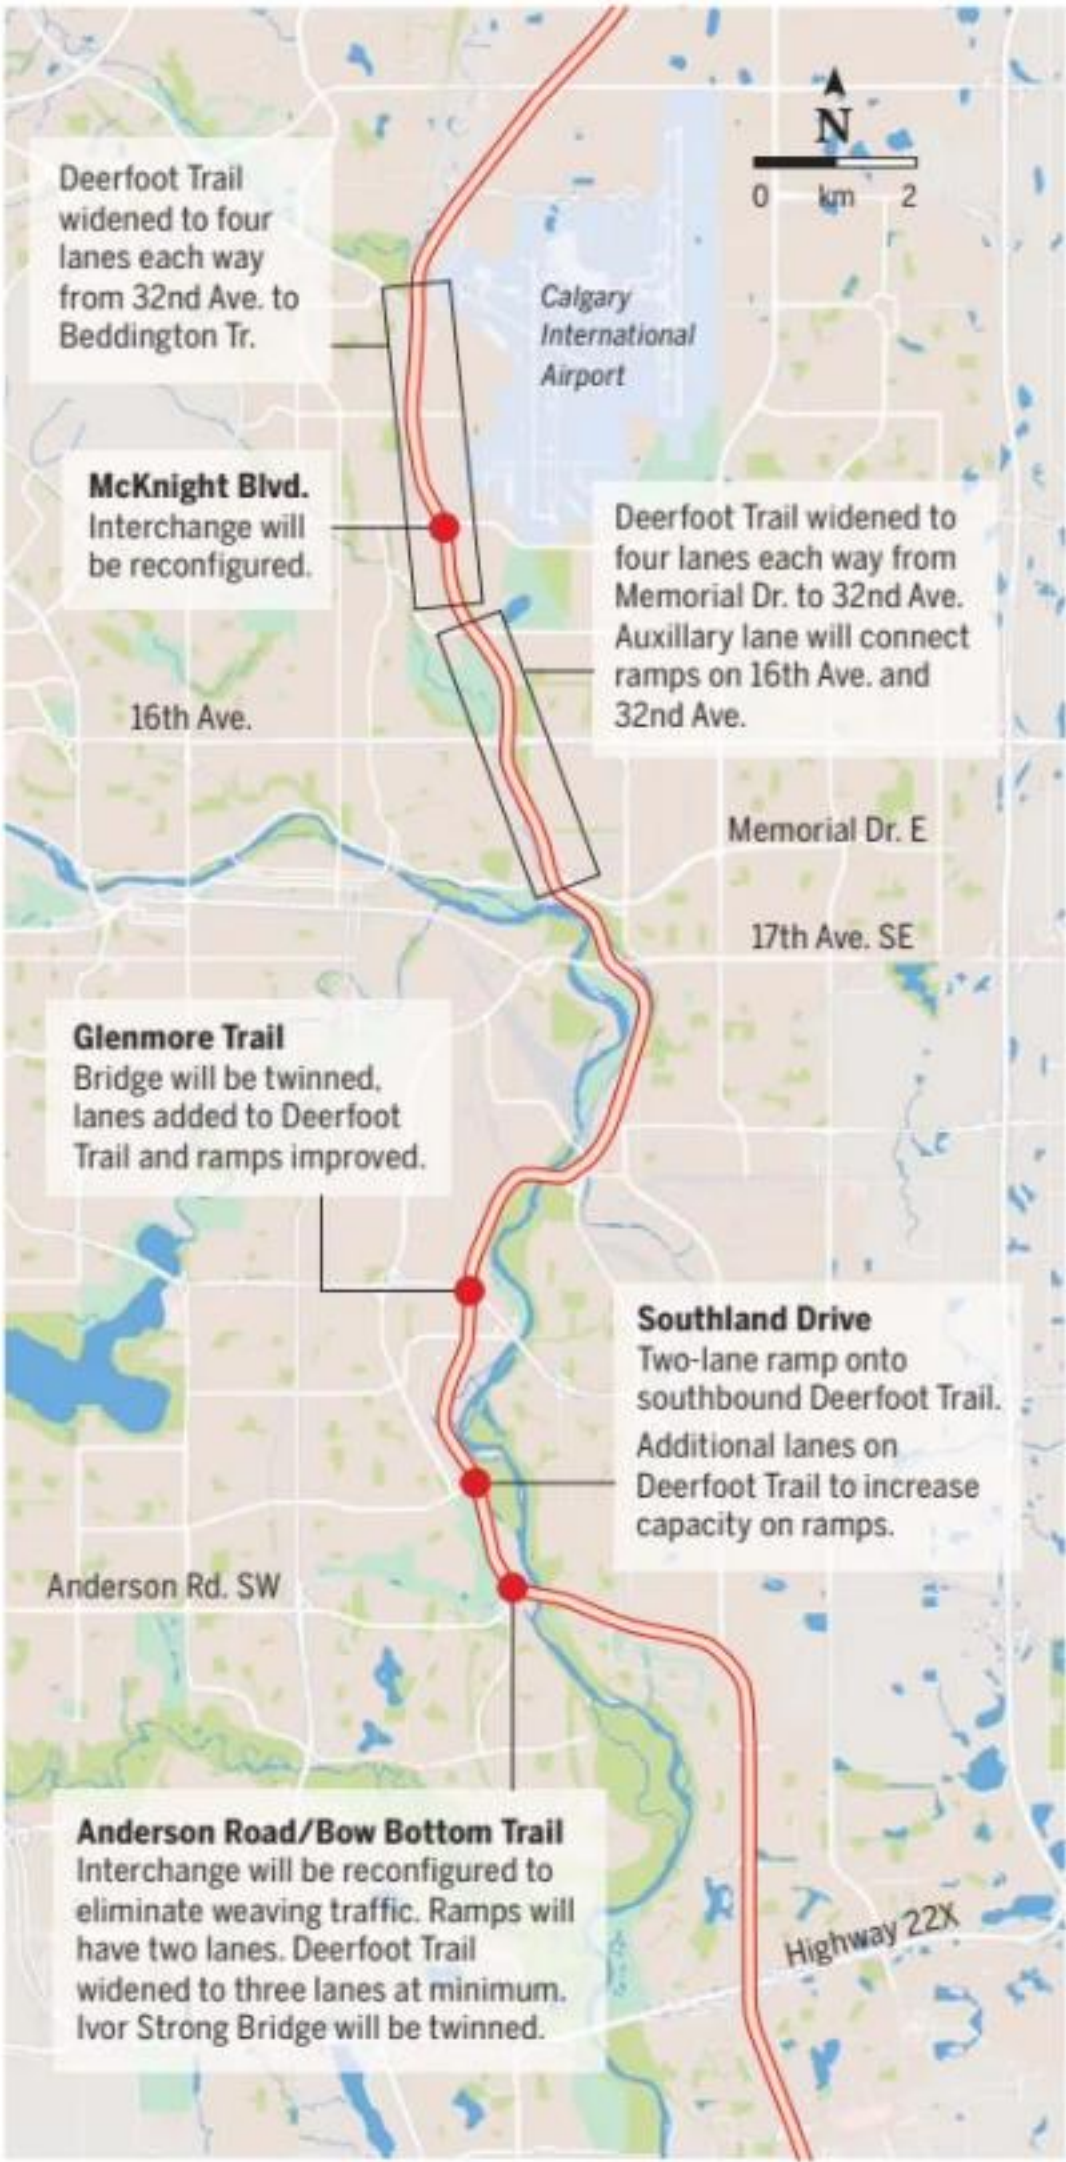 N
0 km 2
Deerfoot Trail
widened to four
lanes each way
from 32nd Ave. to
Beddington Tr.
Calgary
International
Airport
McKnight Blvd.
Interchange will
be reconfigured.
Deerfoot Trail widened to
four lanes each way from
Memorial Dr. to 32nd Ave.
Auxillary lane will connect
ramps on 16th Ave. and
32nd Ave.
16th Ave.
Memorial Dr. E
17th Ave. SE
Glenmore Trail
Bridge will be twinned,
lanes added to Deerfoot
Trail and ramps improved.
Southland Drive
Two-lane ramp onto
southbound Deerfoot Trail.
Additional lanes on
Deerfoot Trail to increase
capacity on ramps.
Anderson Rd. SW
Anderson Road/Bow Bottom Trail
Interchange will be reconfigured to
eliminate weaving traffic. Ramps will
have two lanes. Deerfoot Trail
widened to three lanes at minimum.
Ivor Strong Bridge will be twinned.
Highway 22X